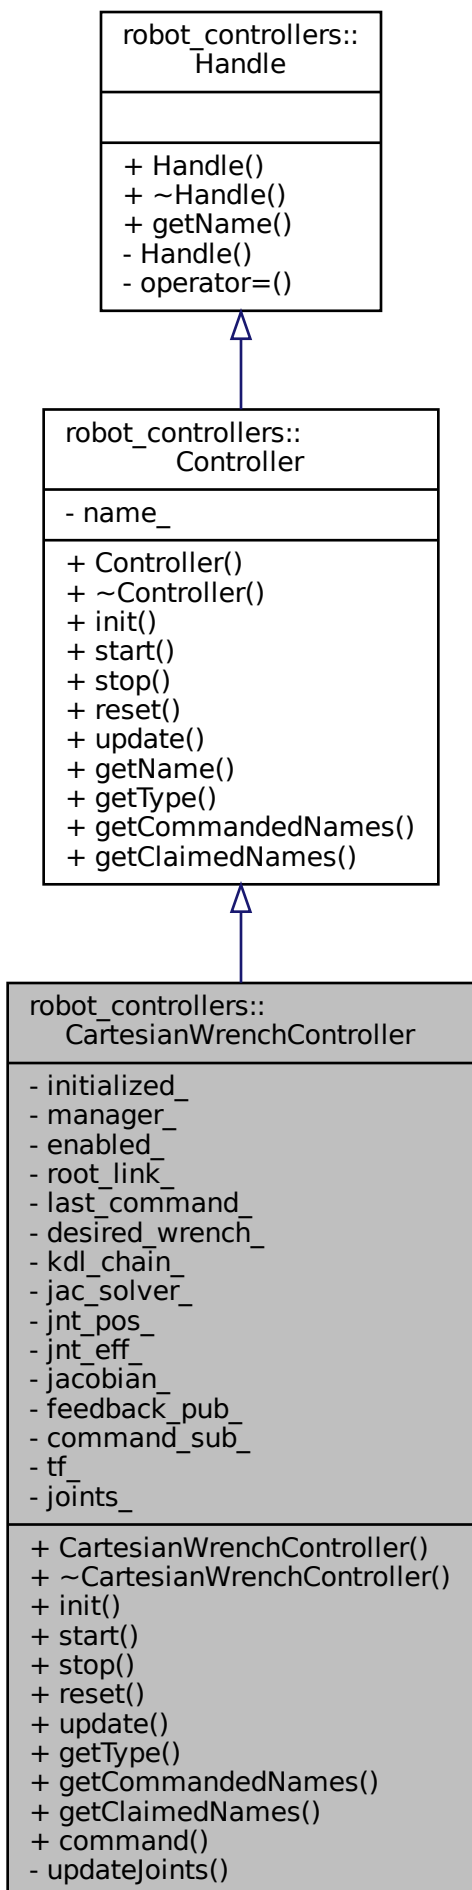 robot_controllers::
Handle
+ Handle()
+ ~Handle()
+ getName()
- Handle()
- operator=()
robot_controllers::
Controller
- name_
+ Controller()
+ ~Controller()
+ init()
+ start()
+ stop()
+ reset()
+ update()
+ getName()
+ getType()
+ getCommandedNames()
+ getClaimedNames()
robot_controllers::
CartesianWrenchController
- initialized_
- manager_
- enabled_
- root_link_
- last_command_
- desired_wrench_
- kdl_chain_
- jac_solver_
- jnt_pos_
- jnt_eff_
- jacobian_
- feedback_pub_
- command_sub_
- tf_
- joints_
+ CartesianWrenchController()
+ ~CartesianWrenchController()
+ init()
+ start()
+ stop()
+ reset()
+ update()
+ getType()
+ getCommandedNames()
+ getClaimedNames()
+ command()
- updateJoints()